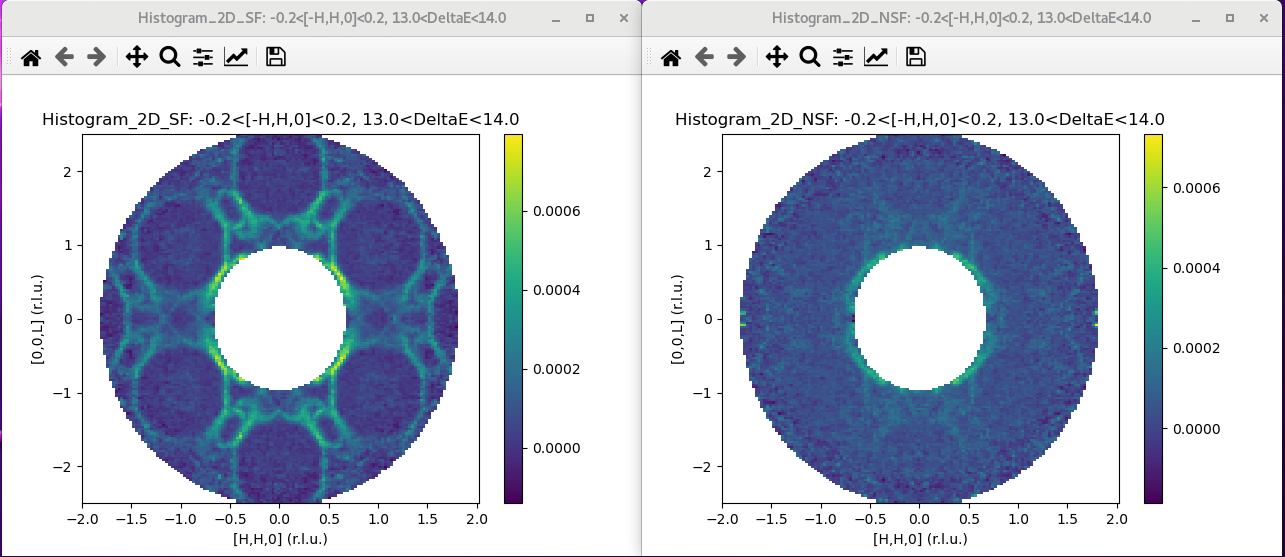 Histogram_2D_SF: -0.2<[-H,H,0]<0.2, 13.0<DeltaE<14.0
Histogram_2D_SF: -0.2<[-H,H,0]<0.2, 13.0<DeltaE<14.0
2
1
0
−1
−2
[0,0,L] (r.l.u.)
−2.0 −1.5 −1.0 −0.5 0.0 0.5 1.0 1.5 2.0
[H,H,0] (r.l.u.)
0.0006
0.0004
0.0002
0.0000
Histogram_2D_NSF: -0.2<[-H,H,0]<0.2, 13.0<DeltaE<14.0
Histogram_2D_NSF: -0.2<[-H,H,0]<0.2, 13.0<DeltaE<14.0
2
1
0
−1
−2
[0,0,L] (r.l.u.)
−2.0 −1.5 −1.0 −0.5 0.0 0.5 1.0 1.5 2.0
[H,H,0] (r.l.u.)
0.0006
0.0004
0.0002
0.0000